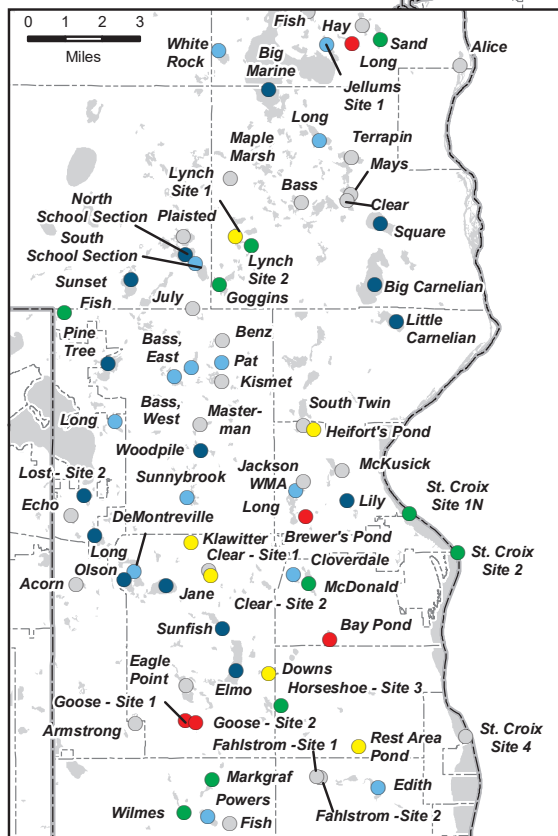 0 1 2 3
Miles
Fish
Hay
Sand
Long
Alice
White
Rock
Big
Marine
Jellums
Site 1
Long
Terrapin
Maple
Marsh
Mays
Lynch
Site 1
Bass
Clear
North
School Section
Plaisted
South
School Section
Square
Lynch
Site 2
Sunset
Goggins
Big Carnelian
Fish
July
Little
Carnelian
Pine
Tree
Benz
Bass,
East
Pat
Kismet
Bass,
West
Master-
man
South Twin
Long
Heifort's Pond
Woodpile
Lost - Site 2
Sunnybrook
Jackson
WMA
McKusick
Echo
Long
Lily
St. Croix
Site 1N
DeMontreville
Brewer's Pond
Klawitter
Long
Clear - Site 1
Cloverdale
St. Croix
Site 2
Olson
Acorn
Jane
McDonald
Clear - Site 2
Sunfish
Bay Pond
Eagle
Point
Downs
Elmo
Horseshoe - Site 3
Goose - Site 1
Goose - Site 2
Armstrong
Fahlstrom -Site 1
Rest Area
Pond
St. Croix
Site 4
Markgraf
Edith
Powers
Fahlstrom -Site 2
Wilmes
Fish